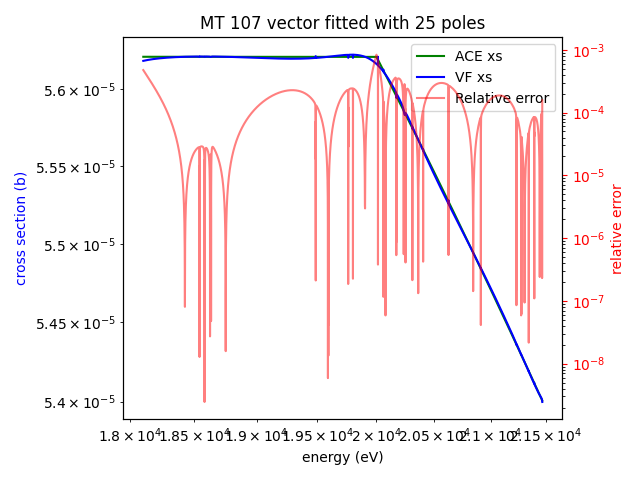 MT 107 vector fitted with 25 poles
ACE xs
VF xs
Relative error
cross section (b)
5.6 × 10⁻⁵
5.55 × 10⁻⁵
5.5 × 10⁻⁵
5.45 × 10⁻⁵
5.4 × 10⁻⁵
10⁻³
10⁻⁴
10⁻⁵
10⁻⁶
10⁻⁷
10⁻⁸
relative error
1.8 × 10⁴ 1.85 × 10⁴ 1.9 × 10⁴ 1.95 × 10⁴ 2 × 10⁴ 2.05 × 10⁴ 2.1 × 10⁴ 2.15 × 10⁴
energy (eV)